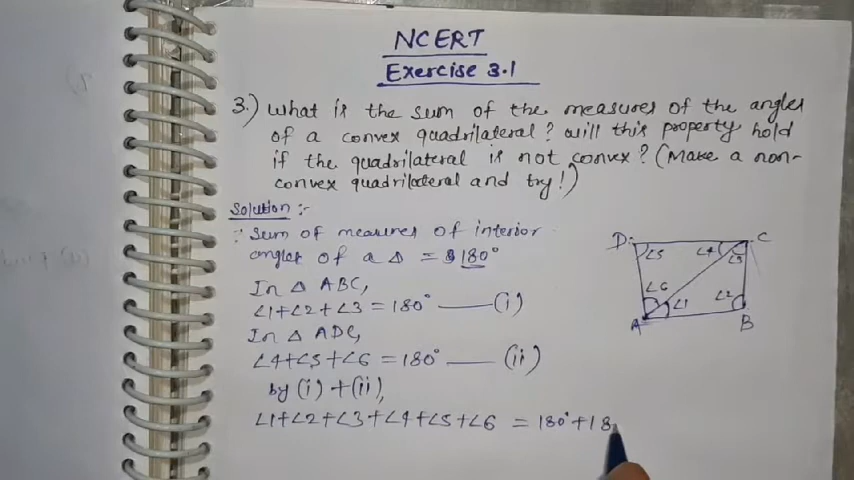 NCERT
Exercise 3.1
3.) What is the sum of the measures of the angles
of a convex quadrilateral? will this property hold
if the quadrilateral is not convex? (Make a non-
convex quadrilateral and try!)
Solution :-
∵ Sum of measures of interior
angles of a Δ = 180°
In Δ ABC,
∠1+∠2+∠3 = 180° —— (i)
In Δ ADC,
∠4+∠5+∠6 = 180° —— (ii)
by (i) + (ii),
∠1+∠2+∠3+∠4+∠5+∠6 = 180°+18
D C
∠5 ∠4 ∠3
∠6 ∠1 ∠2
A B